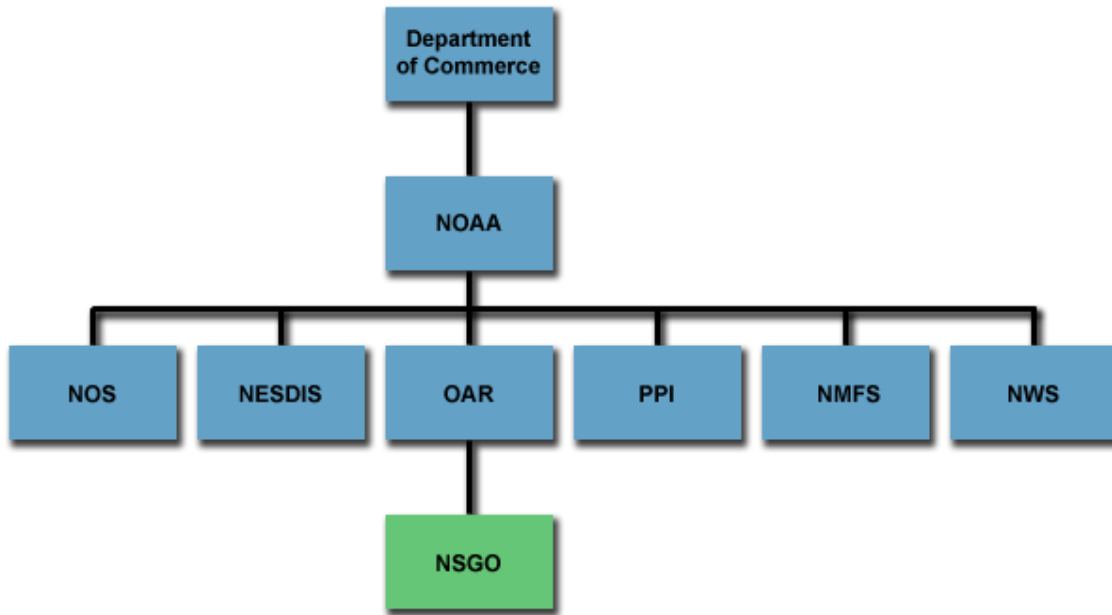 Department
of Commerce
NOAA
NOS
NESDIS
OAR
PPI
NMFS
NWS
NSGO